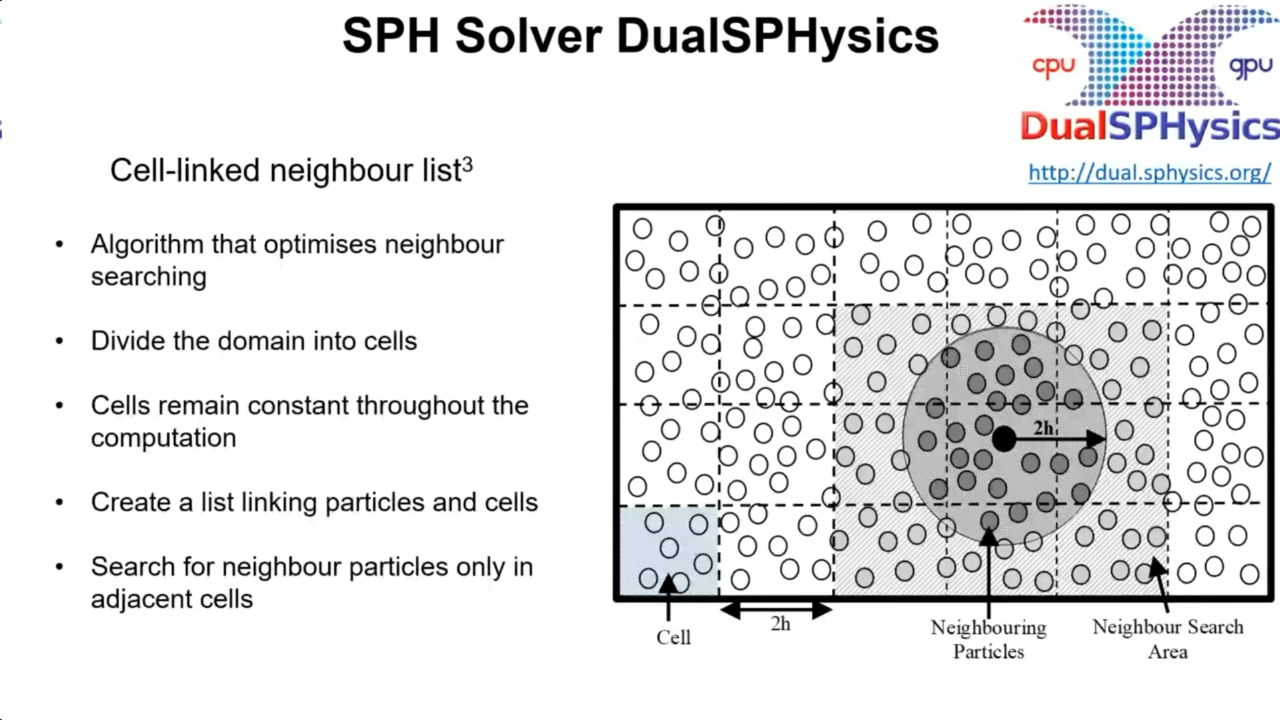 SPH Solver DualSPHysics
cpu
gpu
DualSPHysics
http://dual.sphysics.org/
Cell-linked neighbour list³
• Algorithm that optimises neighbour
searching
• Divide the domain into cells
• Cells remain constant throughout the
computation
• Create a list linking particles and cells
• Search for neighbour particles only in
adjacent cells
2h
Cell
2h
Neighbouring
Particles
Neighbour Search
Area